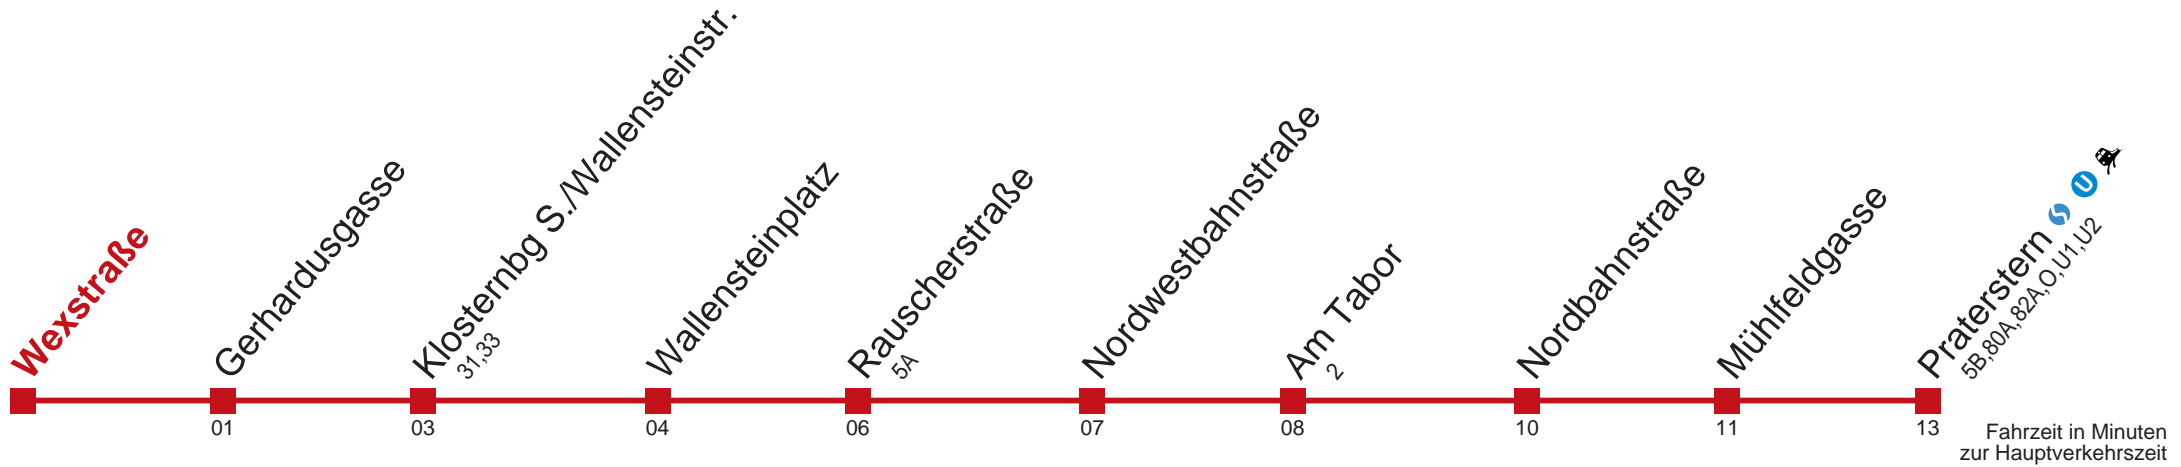 Wexstraße
Gerhardusgasse
01
Klosternbg S./Wallensteinstr.
31,33
03
Wallensteinplatz
04
Rauscherstraße
5A
06
Nordwestbahnstraße
07
Am Tabor
2
08
Nordbahnstraße
10
Mühlfeldgasse
11
Praterstern S U
5B,80A,82A,O,U1,U2
13
Fahrzeit in Minuten
zur Hauptverkehrszeit